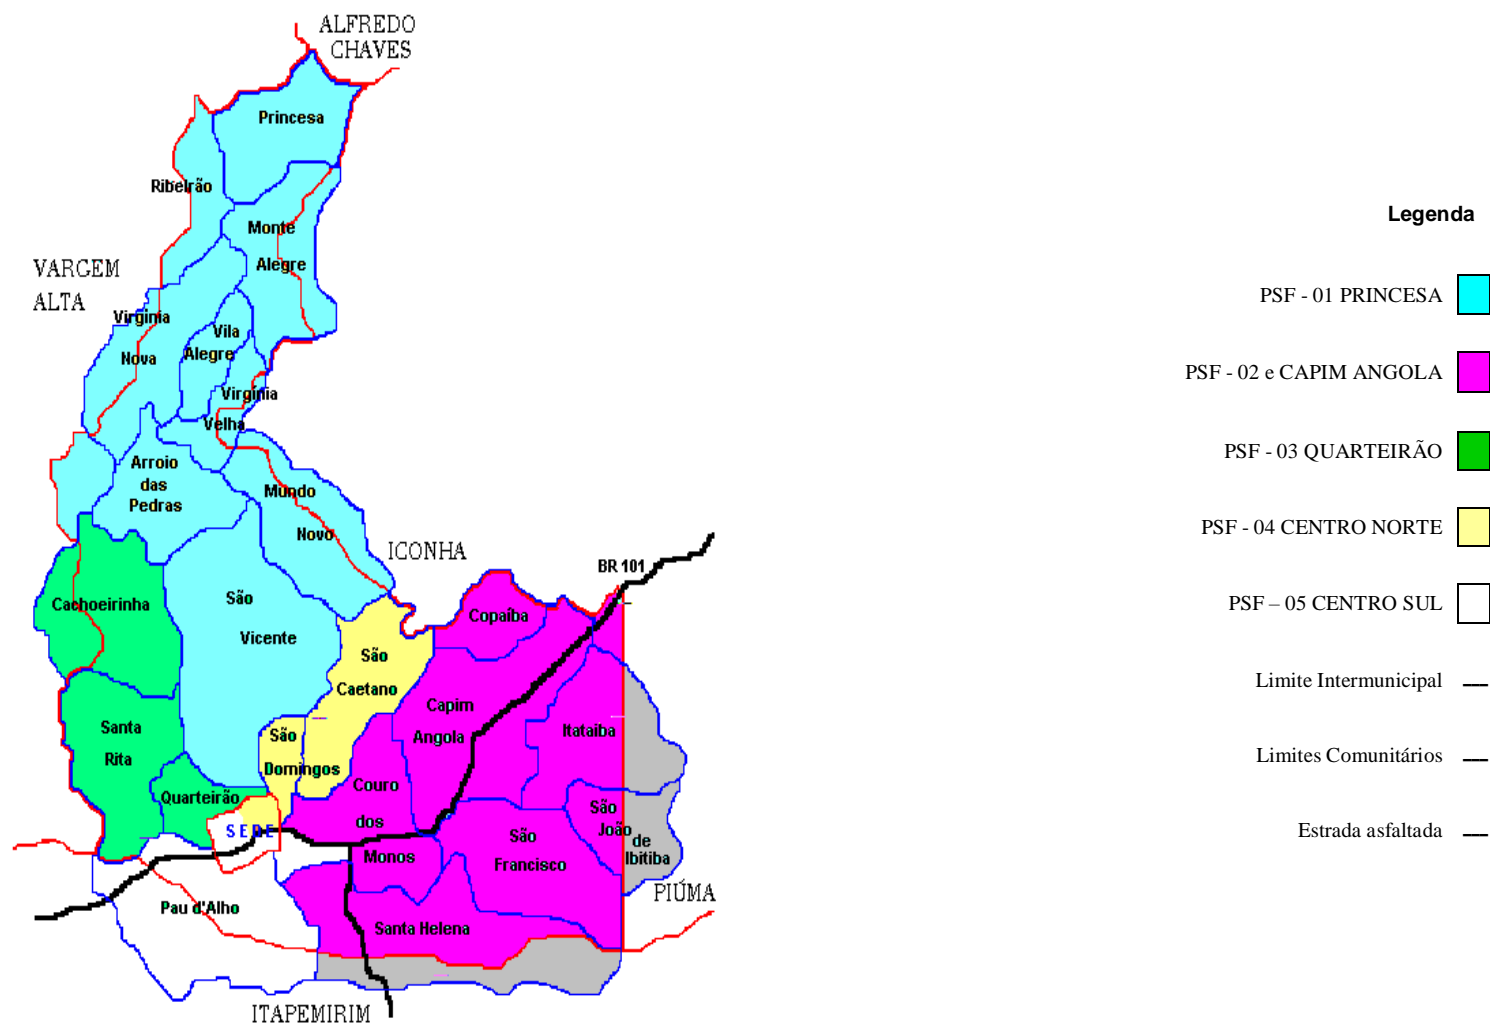 ALFREDO
CHAVES
Princesa
Ribeirão
Monte
Alegre
VARGEM
ALTA
Virginia
Nova
Vila
Alegre
Virgínia
Velha
Arroio
das
Pedras
Mundo
Novo
ICONHA
BR 101
Cachoeirinha
São
Vicente
Copaíba
São
Caetano
Capim
Angola
Itataiba
Santa
Rita
São
Domingos
Quarteirão
SEDE
Couro
dos
Monos
São
Francisco
São
João
de
Ibitiba
PIÚMA
Pau d'Alho
Santa Helena
ITAPEMIRIM
Legenda
PSF - 01 PRINCESA
PSF - 02 e CAPIM ANGOLA
PSF - 03 QUARTEIRÃO
PSF - 04 CENTRO NORTE
PSF – 05 CENTRO SUL
Limite Intermunicipal
Limites Comunitários
Estrada asfaltada